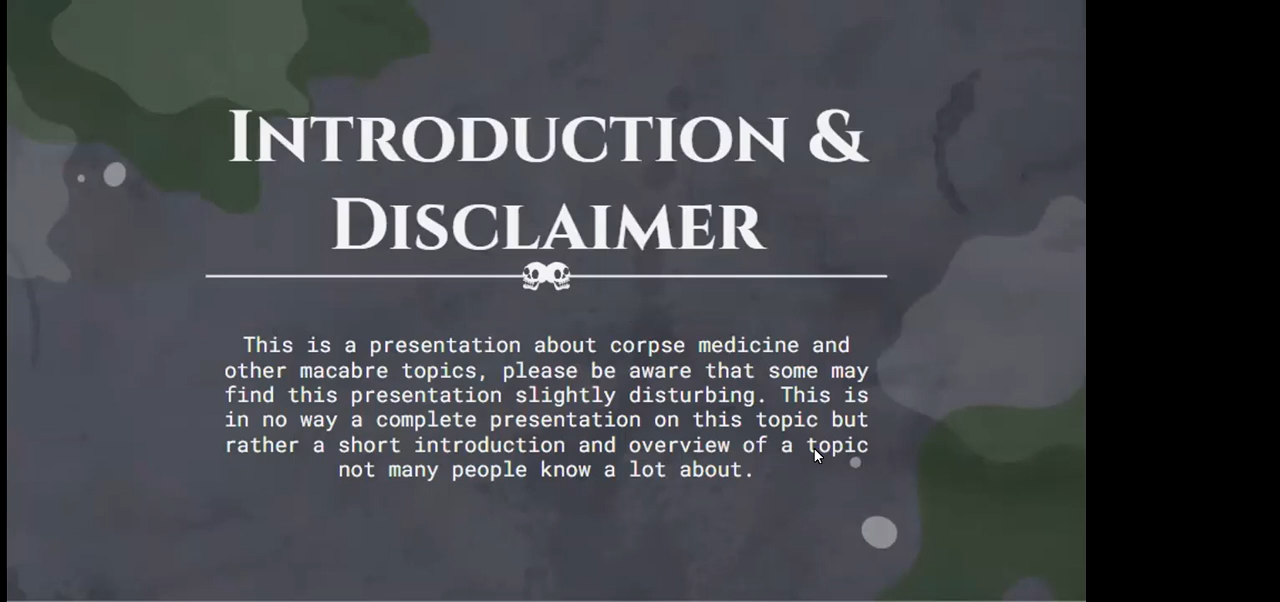 Introduction &
Disclaimer
This is a presentation about corpse medicine and
other macabre topics, please be aware that some may
find this presentation slightly disturbing. This is
in no way a complete presentation on this topic but
rather a short introduction and overview of a topic
not many people know a lot about.